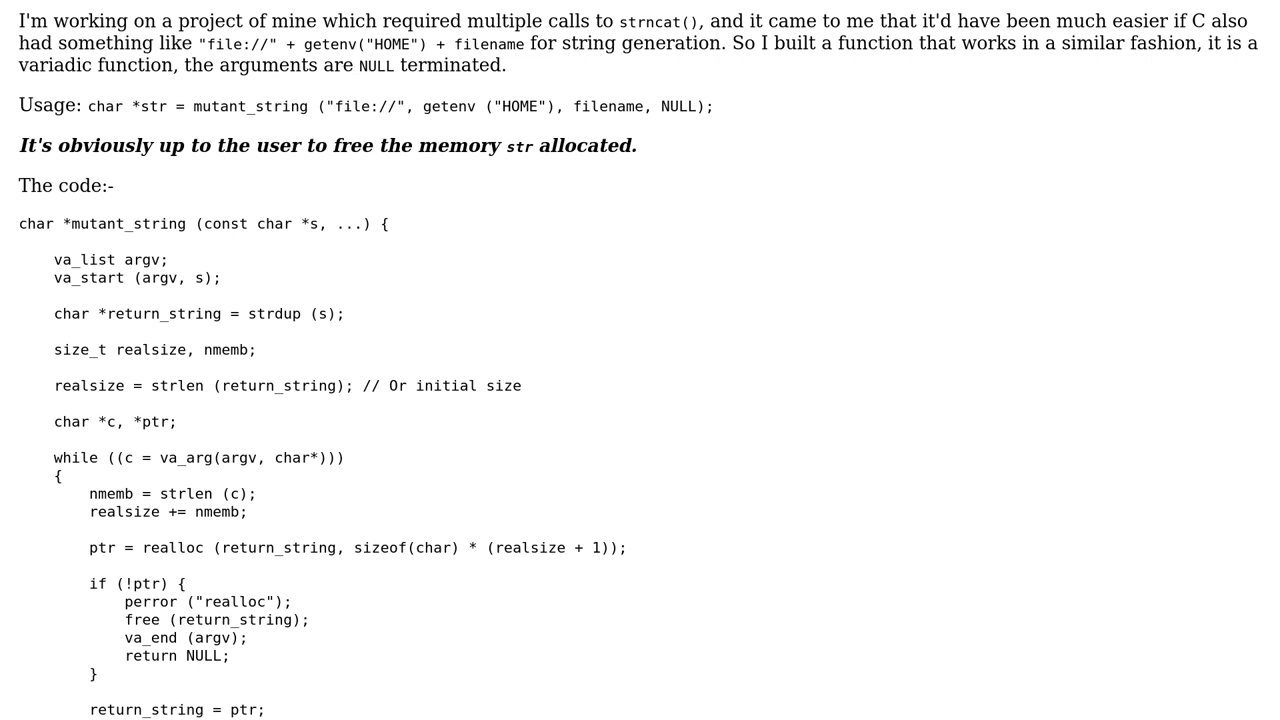 I'm working on a project of mine which required multiple calls to strncat(), and it came to me that it'd have been much easier if C also
had something like "file://" + getenv("HOME") + filename for string generation. So I built a function that works in a similar fashion, it is a
variadic function, the arguments are NULL terminated.
Usage: char *str = mutant_string ("file://", getenv ("HOME"), filename, NULL);
It's obviously up to the user to free the memory str allocated.
The code:-
char *mutant_string (const char *s, ...) {
    va_list argv;
    va_start (argv, s);
    char *return_string = strdup (s);
    size_t realsize, nmemb;
    realsize = strlen (return_string); // Or initial size
    char *c, *ptr;
    while ((c = va_arg(argv, char*)))
    {
        nmemb = strlen (c);
        realsize += nmemb;
        ptr = realloc (return_string, sizeof(char) * (realsize + 1));
        if (!ptr) {
            perror ("realloc");
            free (return_string);
            va_end (argv);
            return NULL;
        }
        return_string = ptr;